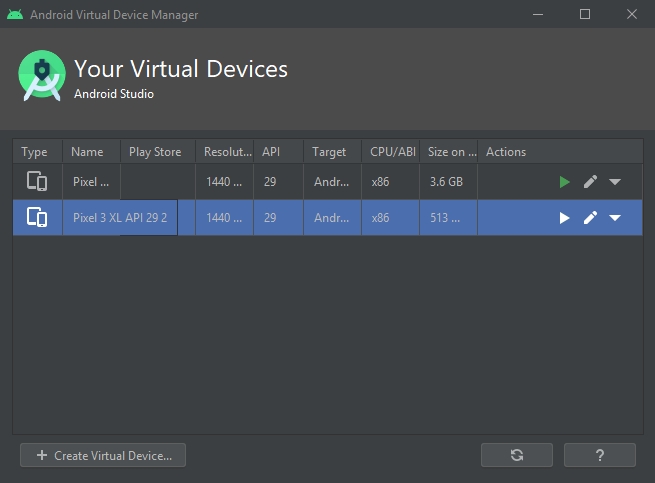 Android Virtual Device Manager
Your Virtual Devices
Android Studio
Type Name Play Store Resolut... API Target CPU/ABI Size on ... Actions
Pixel ... 1440 ... 29 Andr... x86 3.6 GB
Pixel 3 XL API 29 2 1440 ... 29 Andr... x86 513 ...
+ Create Virtual Device... ?